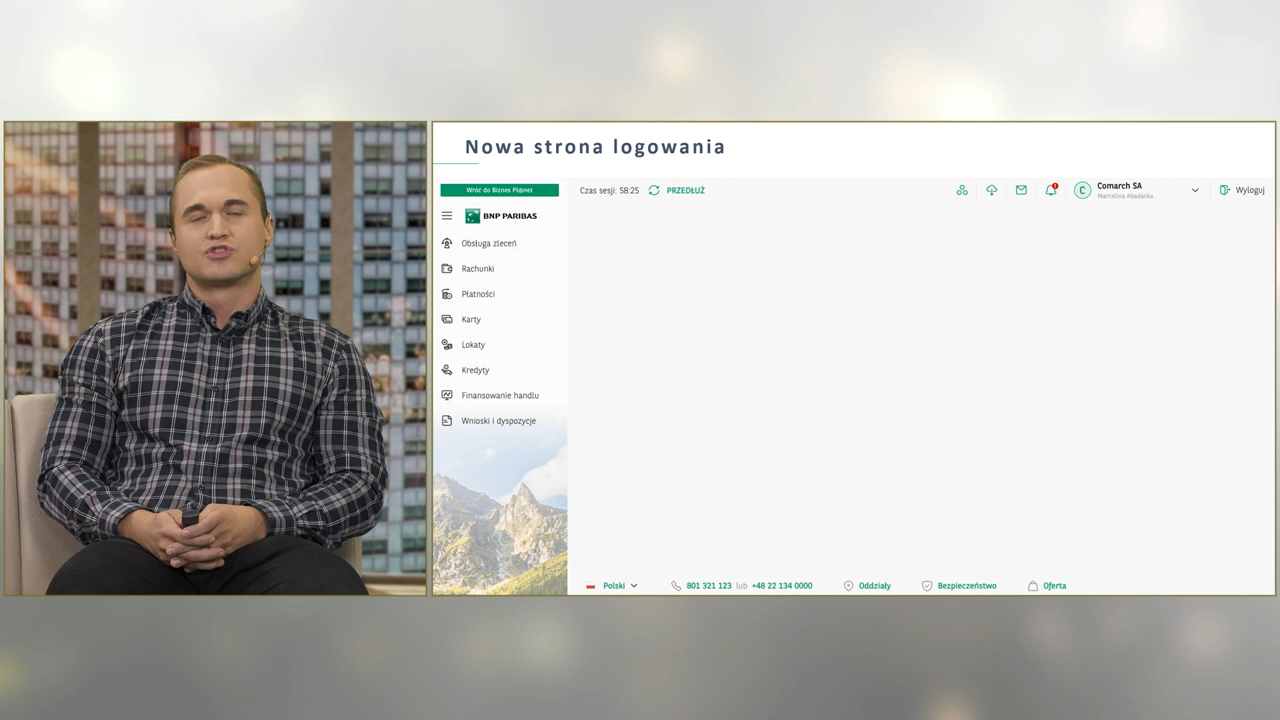 Nowa strona logowania
Wróć do Biznes Pl@net
Czas sesji: 58:25 PRZEDŁUŻ
C Comarch SA
Marcelina Abadacka
Wyloguj
BNP PARIBAS
Obsługa zleceń
Rachunki
Płatności
Karty
Lokaty
Kredyty
Finansowanie handlu
Wnioski i dyspozycje
Polski 801 321 123 lub +48 22 134 0000 Oddziały Bezpieczeństwo Oferta